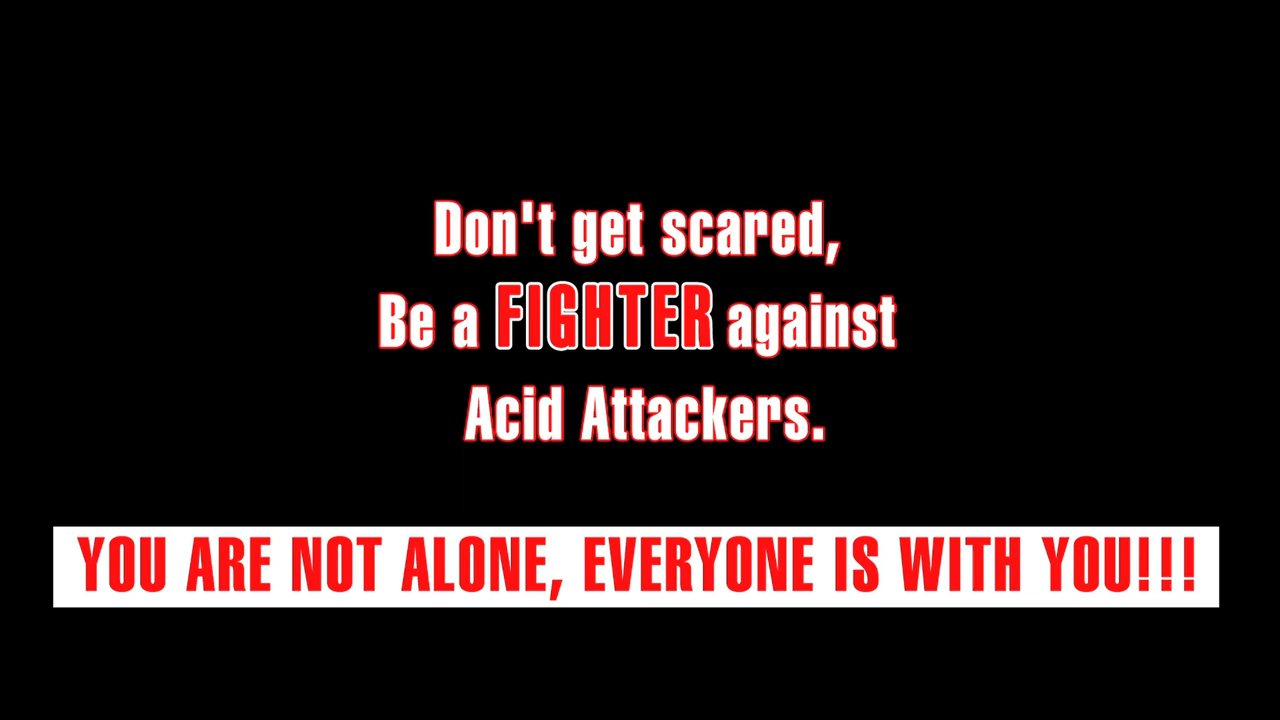 Don't get scared,
Be a FIGHTER against
Acid Attackers.
YOU ARE NOT ALONE, EVERYONE IS WITH YOU!!!